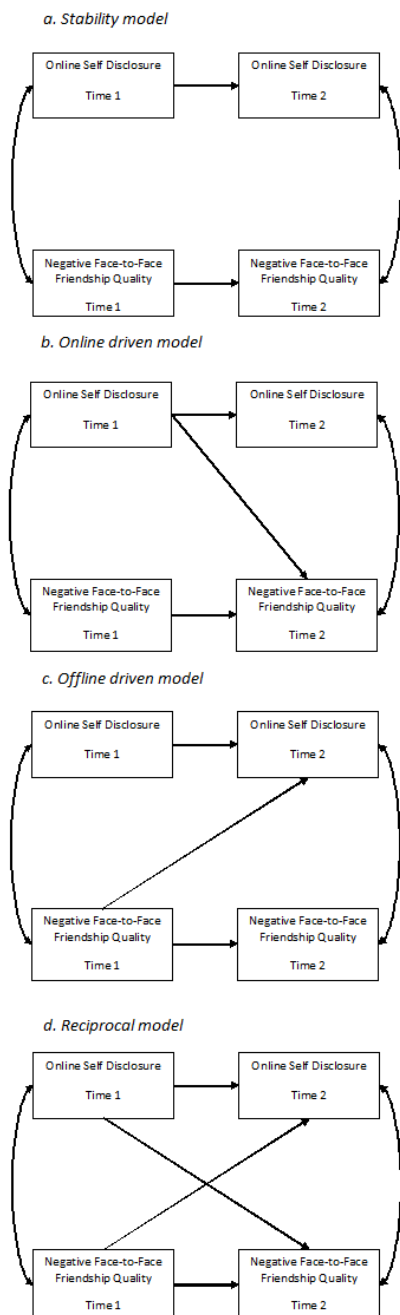 a. Stability model
Online Self Disclosure
Time 1
Online Self Disclosure
Time 2
Negative Face-to-Face
Friendship Quality
Time 1
Negative Face-to-Face
Friendship Quality
Time 2
b. Online driven model
Online Self Disclosure
Time 1
Online Self Disclosure
Time 2
Negative Face-to-Face
Friendship Quality
Time 1
Negative Face-to-Face
Friendship Quality
Time 2
c. Offline driven model
Online Self Disclosure
Time 1
Online Self Disclosure
Time 2
Negative Face-to-Face
Friendship Quality
Time 1
Negative Face-to-Face
Friendship Quality
Time 2
d. Reciprocal model
Online Self Disclosure
Time 1
Online Self Disclosure
Time 2
Negative Face-to-Face
Friendship Quality
Time 1
Negative Face-to-Face
Friendship Quality
Time 2